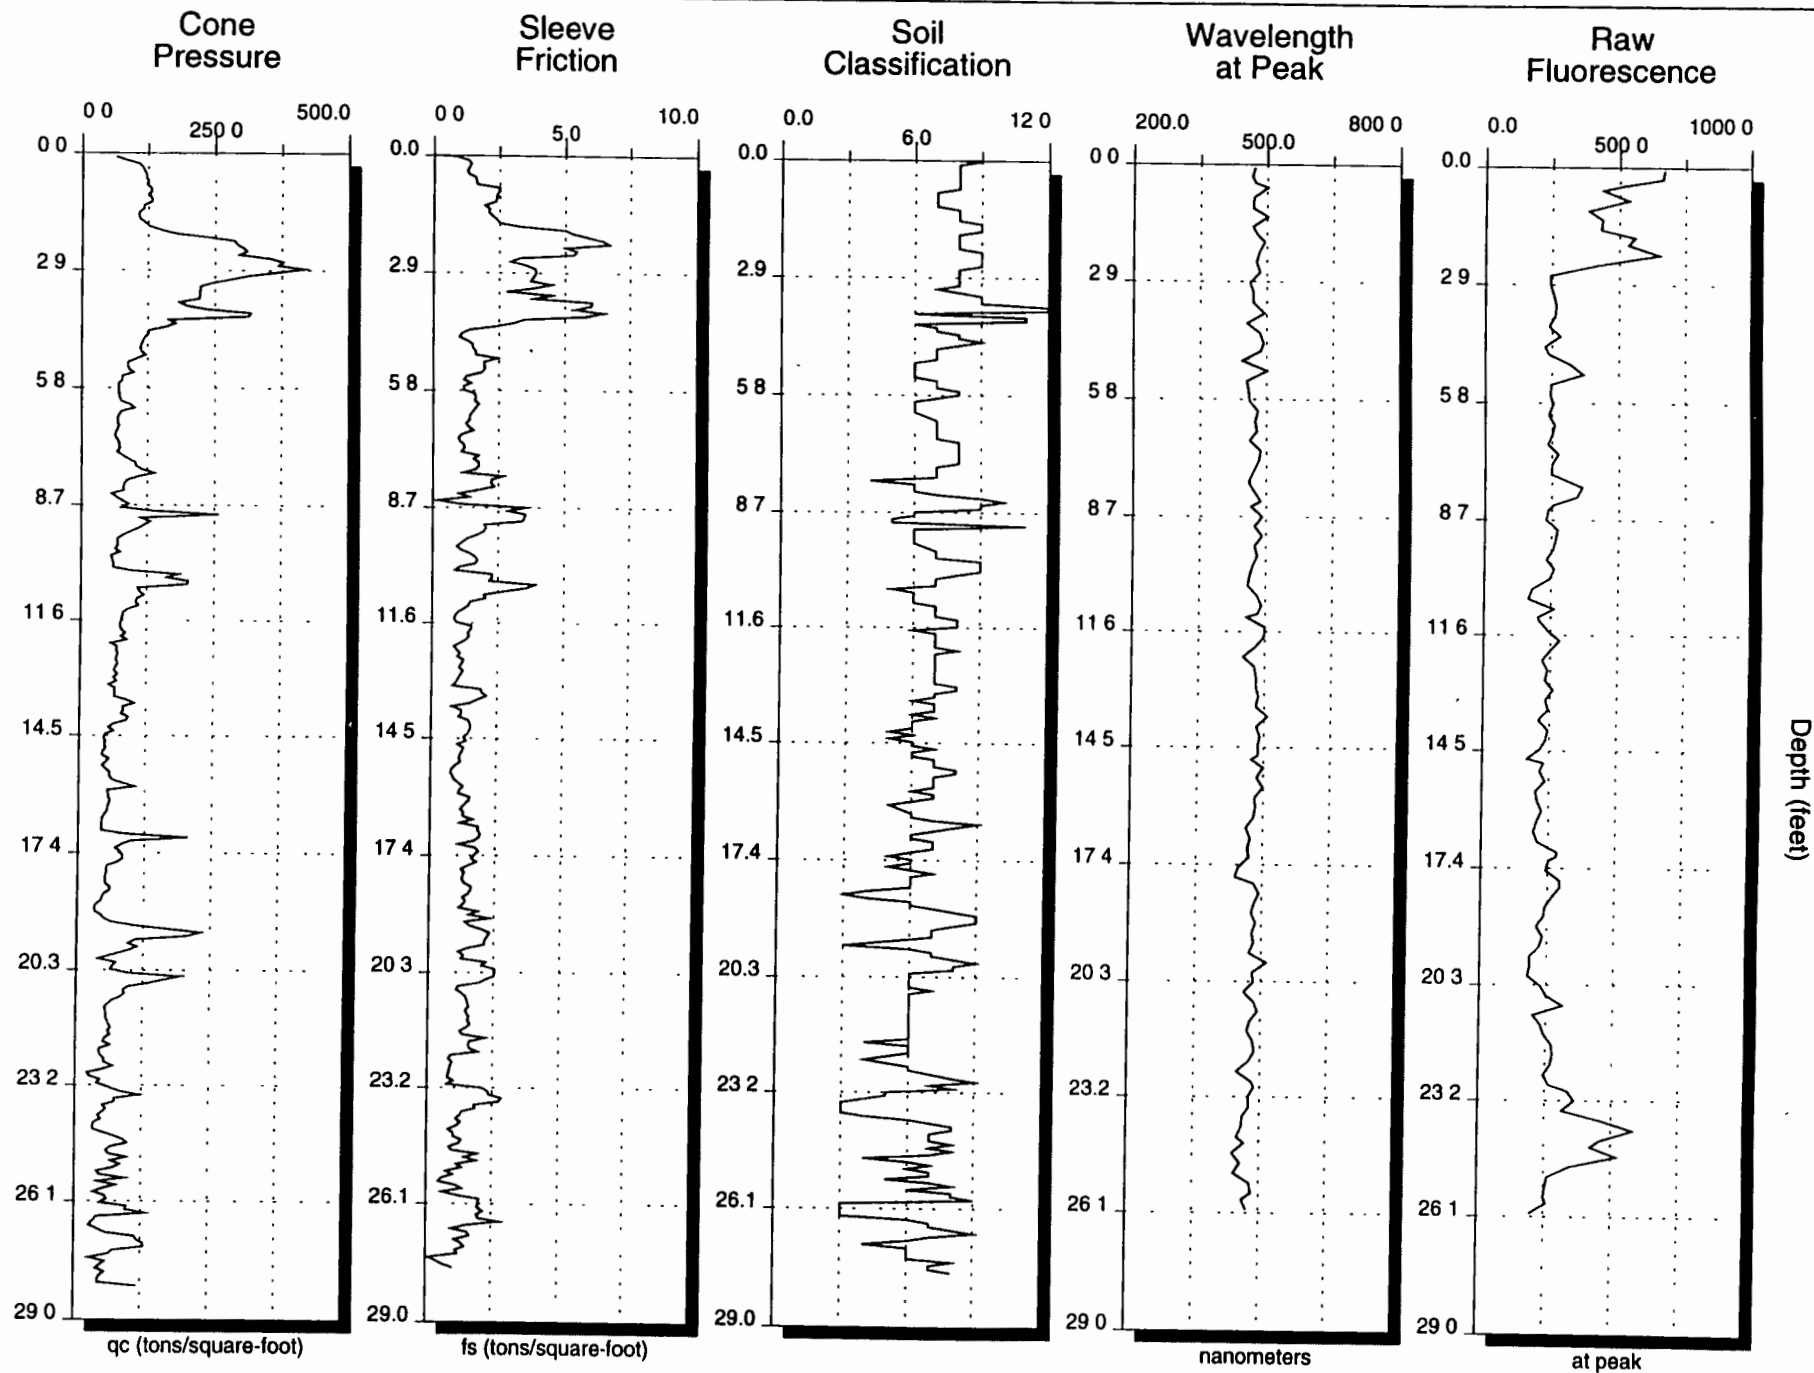 Cone
Pressure
Sleeve
Friction
Soil
Classification
Wavelength
at Peak
Raw
Fluorescence
0 0 250 0 500.0
0 0 5,0 10.0
0.0 6.0 12 0
200.0 500.0 800 0
0.0 500 0 1000 0
0 0
2 9
5 8
8.7
11 6
14.5
17 4
20.3
23.2
26 1
29 0
qc (tons/square-foot)
0.0
2.9
5 8
8.7
11.6
14 5
17.4
20 3
23.2
26.1
29.0
fs (tons/square-foot)
0.0
2.9
5.8
8 7
11.6
14.5
17.4
20.3
23 2
26.1
29.0
0 0
2 9
5 8
8 7
11 6
14 5
17 4
20 3
23.2
26 1
29 0
nanometers
0.0
2 9
5 8
8 7
11 6
14 5
17.4
20 3
23 2
26 1
29 0
at peak
Depth (feet)